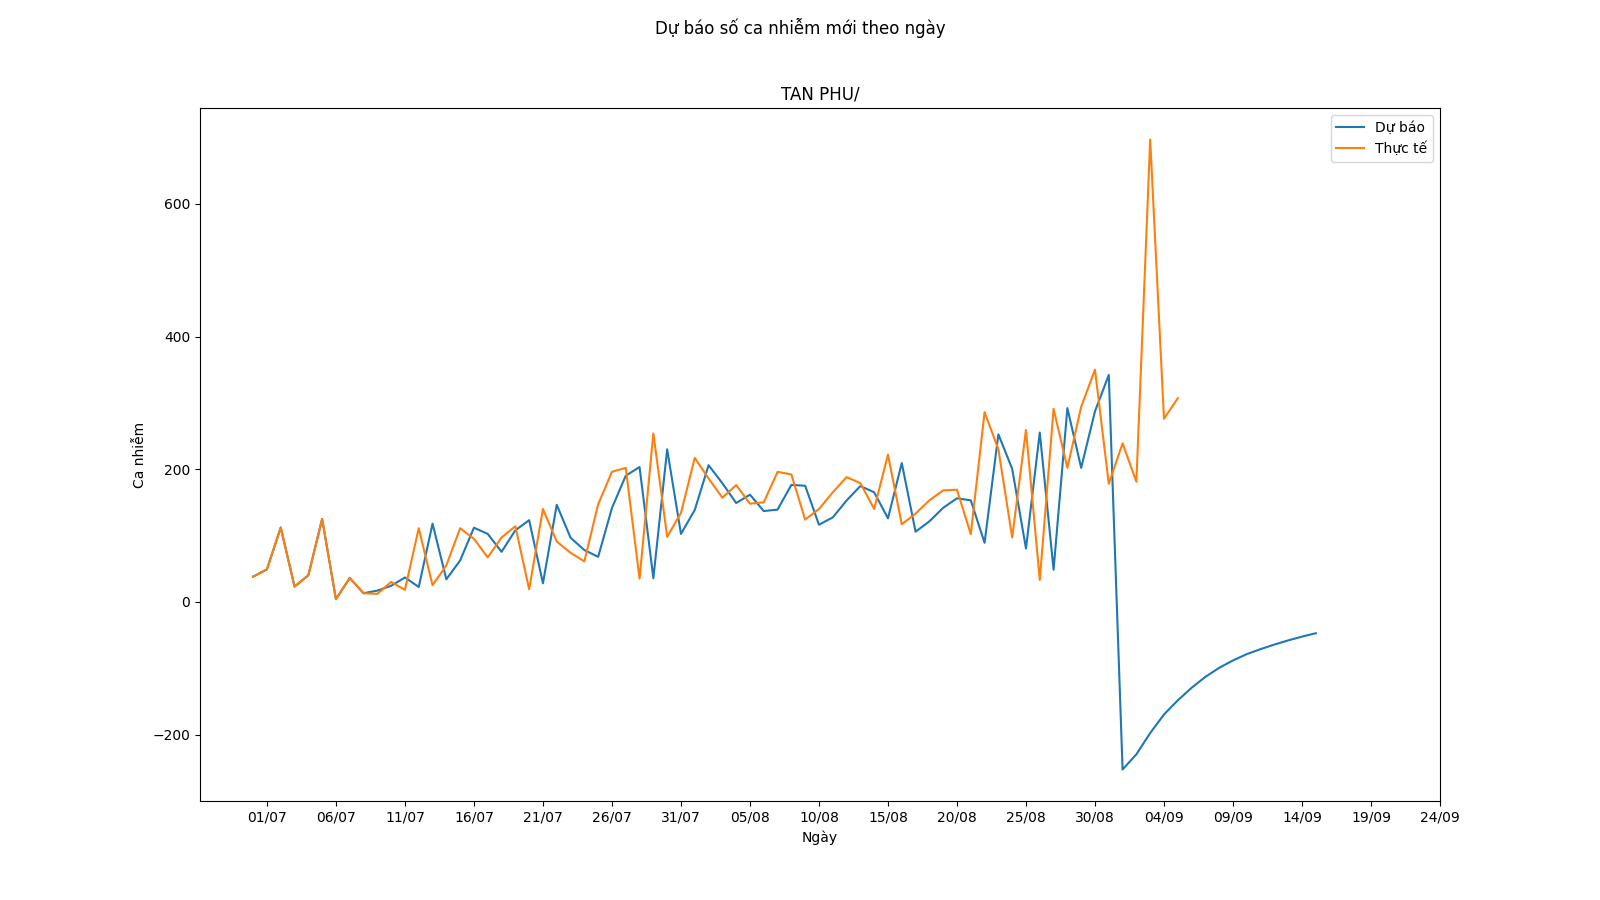 Dự báo số ca nhiễm mới theo ngày
TAN PHU/
Dự báo
Thực tế
Ca nhiễm
600
400
200
0
−200
01/07 06/07 11/07 16/07 21/07 26/07 31/07 05/08 10/08 15/08 20/08 25/08 30/08 04/09 09/09 14/09 19/09 24/09
Ngày